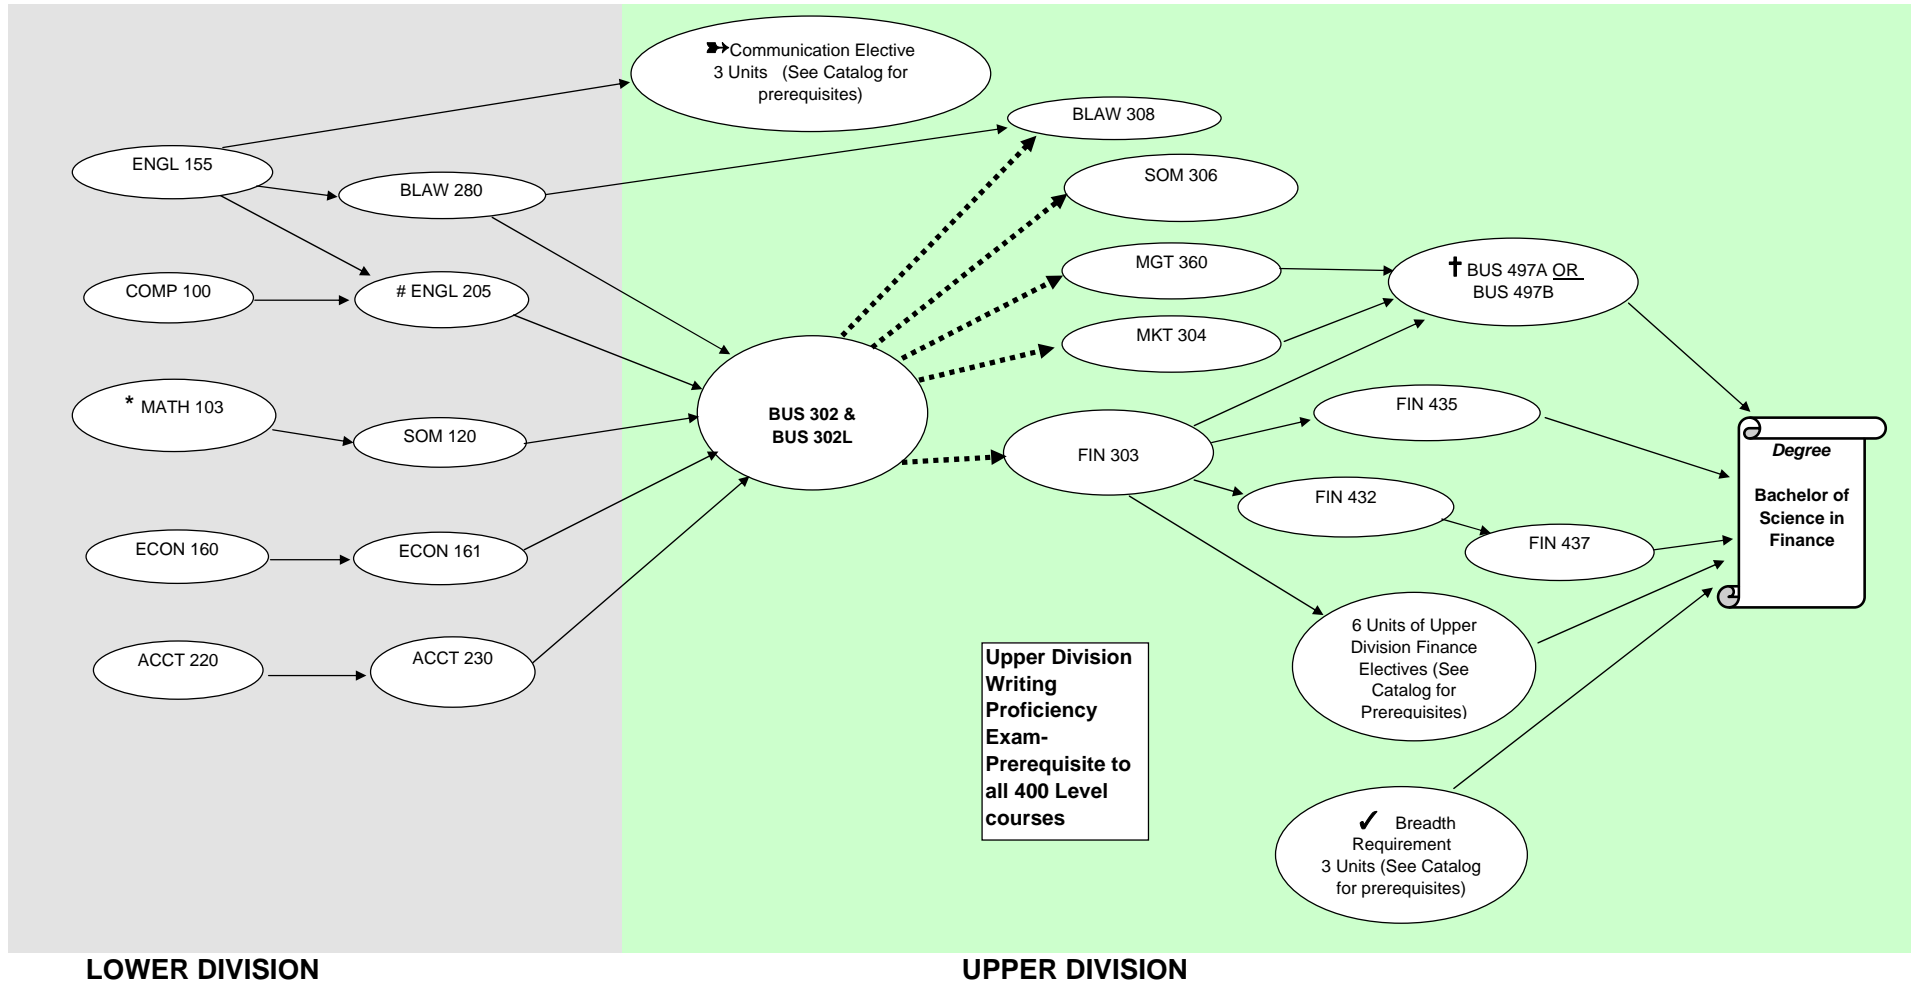 ➽Communication Elective
3 Units (See Catalog for
prerequisites)
BLAW 308
ENGL 155
SOM 306
BLAW 280
MGT 360
✝ BUS 497A OR
BUS 497B
COMP 100
# ENGL 205
MKT 304
* MATH 103
SOM 120
BUS 302 &
BUS 302L
FIN 435
FIN 303
Degree
Bachelor of
Science in
Finance
FIN 432
FIN 437
ECON 160
ECON 161
ACCT 220
ACCT 230
6 Units of Upper
Division Finance
Electives (See
Catalog for
Prerequisites)
Upper Division
Writing
Proficiency
Exam-
Prerequisite to
all 400 Level
courses
✓ Breadth
Requirement
3 Units (See Catalog
for prerequisites)
LOWER DIVISION
UPPER DIVISION